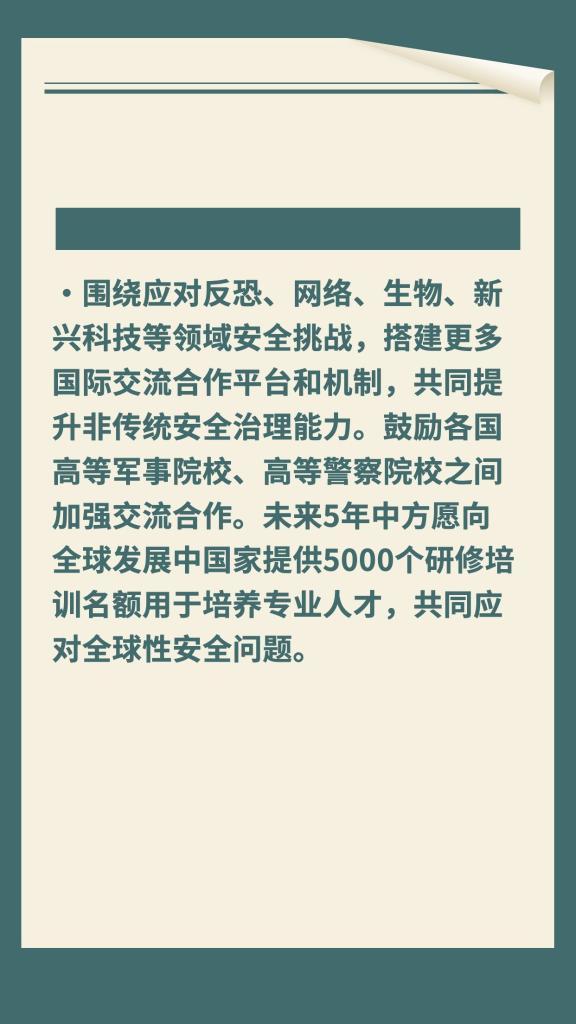 ·围绕应对反恐、网络、生物、新
兴科技等领域安全挑战，搭建更多
国际交流合作平台和机制，共同提
升非传统安全治理能力。鼓励各国
高等军事院校、高等警察院校之间
加强交流合作。未来5年中方愿向
全球发展中国家提供5000个研修培
训名额用于培养专业人才，共同应
对全球性安全问题。